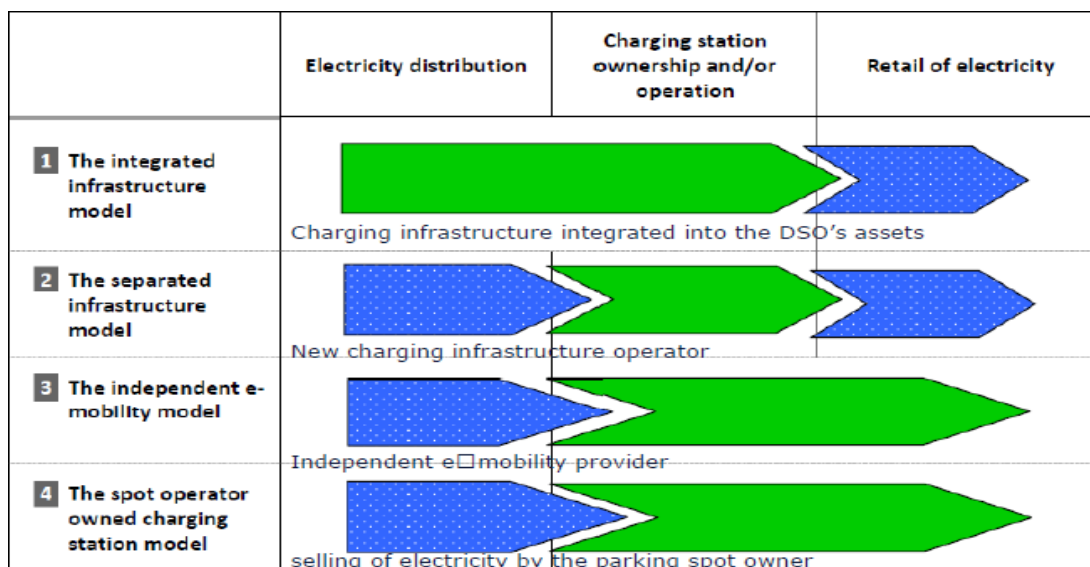 Electricity distribution
Charging station
ownership and/or
operation
Retail of electricity
1 The integrated
infrastructure
model
Charging infrastructure integrated into the DSO’s assets
2 The separated
infrastructure
model
New charging infrastructure operator
3 The independent e-
mobility model
Independent e□mobility provider
4 The spot operator
owned charging
station model
selling of electricity by the parking spot owner